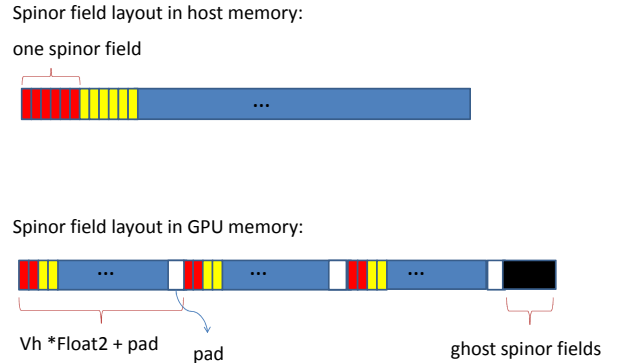 Spinor field layout in host memory:
one spinor field
...
Spinor field layout in GPU memory:
... ... ...
Vh *Float2 + pad
pad
ghost spinor fields